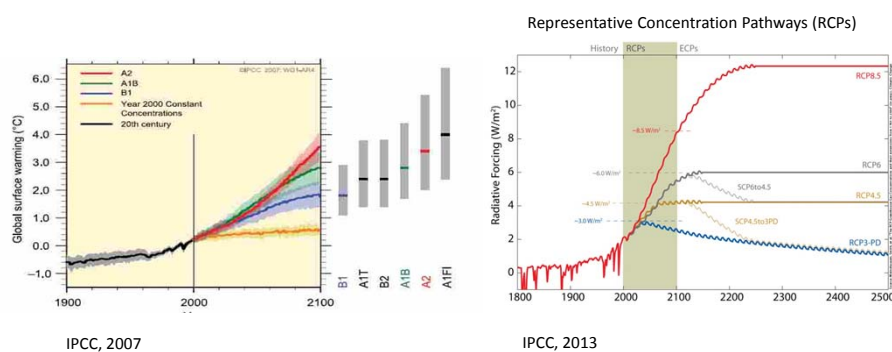 Representative Concentration Pathways (RCPs)
©IPCC 2007: WG1-AR4
A2
A1B
B1
Year 2000 Constant
Concentrations
20th century
Global surface warming (°C)
6,0
5.0
4.0
3.0
2.0
1.0
0.0
−1,0
1900
2000
2100
B1
A1T
B2
A1B
A2
A1FI
IPCC, 2007
History
RCPs
ECPs
Radiative Forcing (W/m²)
12
10
8
6
4
2
0
RCP8.5
~8.5 W/m²
~6.0 W/m²
RCP6
SCP6to4.5
~4.5 W/m²
RCP4.5
~3.0 W/m²
SCP4.5to3PD
RCP3-PD
1800
1900
2000
2100
2200
2300
2400
2500
IPCC, 2013